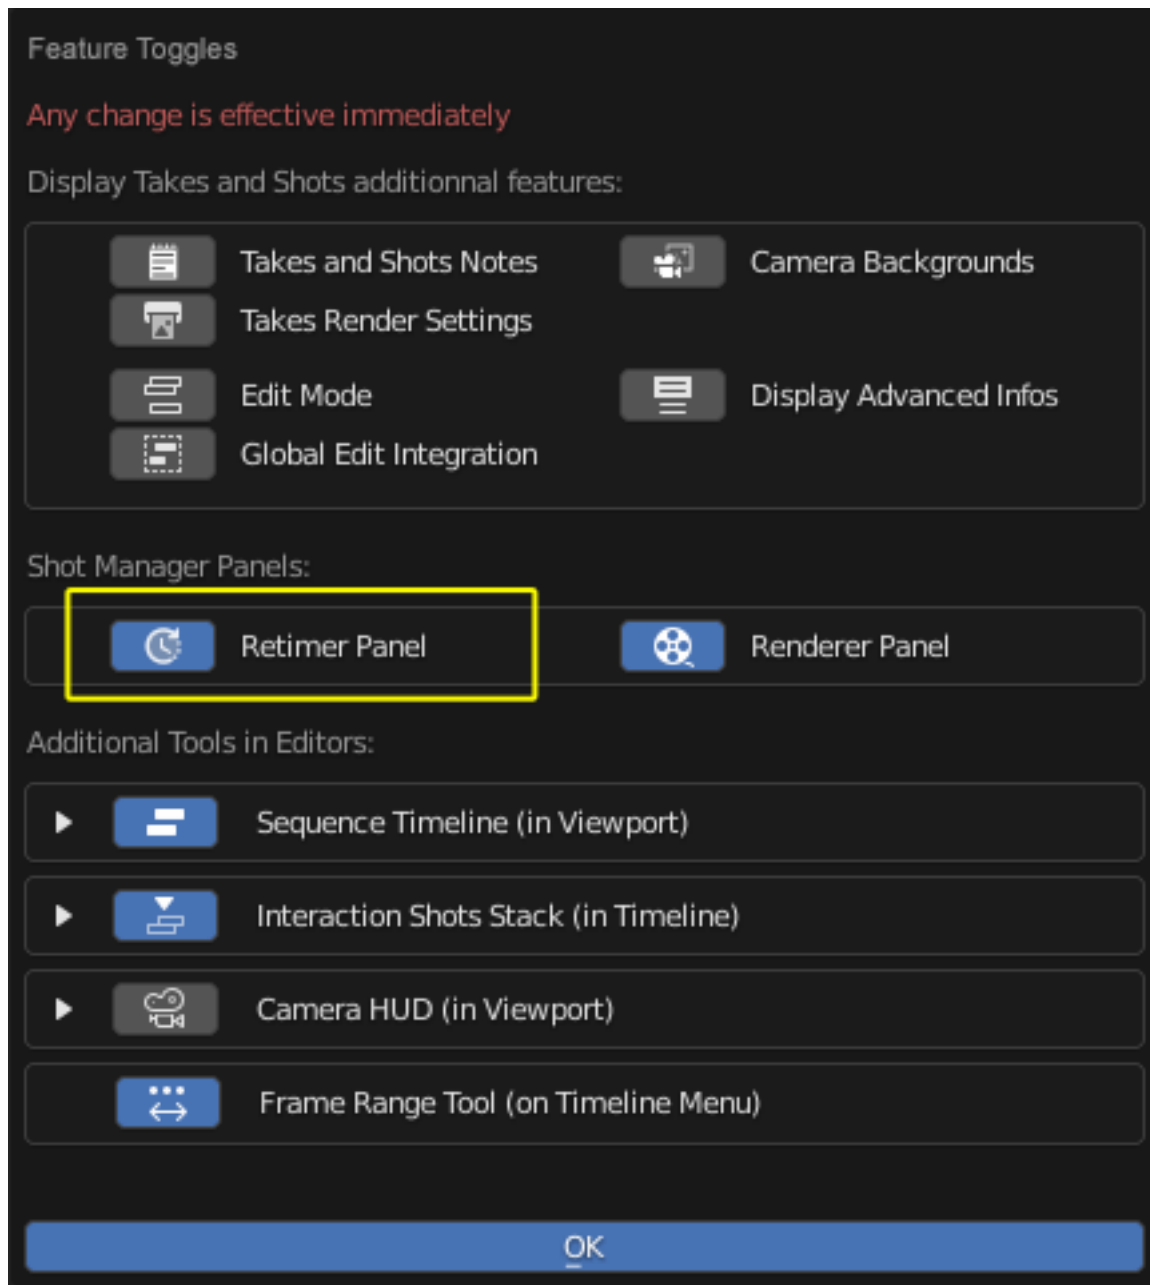 Feature Toggles
Any change is effective immediately
Display Takes and Shots additionnal features:
Takes and Shots Notes
Camera Backgrounds
Takes Render Settings
Edit Mode
Display Advanced Infos
Global Edit Integration
Shot Manager Panels:
Retimer Panel
Renderer Panel
Additional Tools in Editors:
Sequence Timeline (in Viewport)
Interaction Shots Stack (in Timeline)
Camera HUD (in Viewport)
Frame Range Tool (on Timeline Menu)
OK